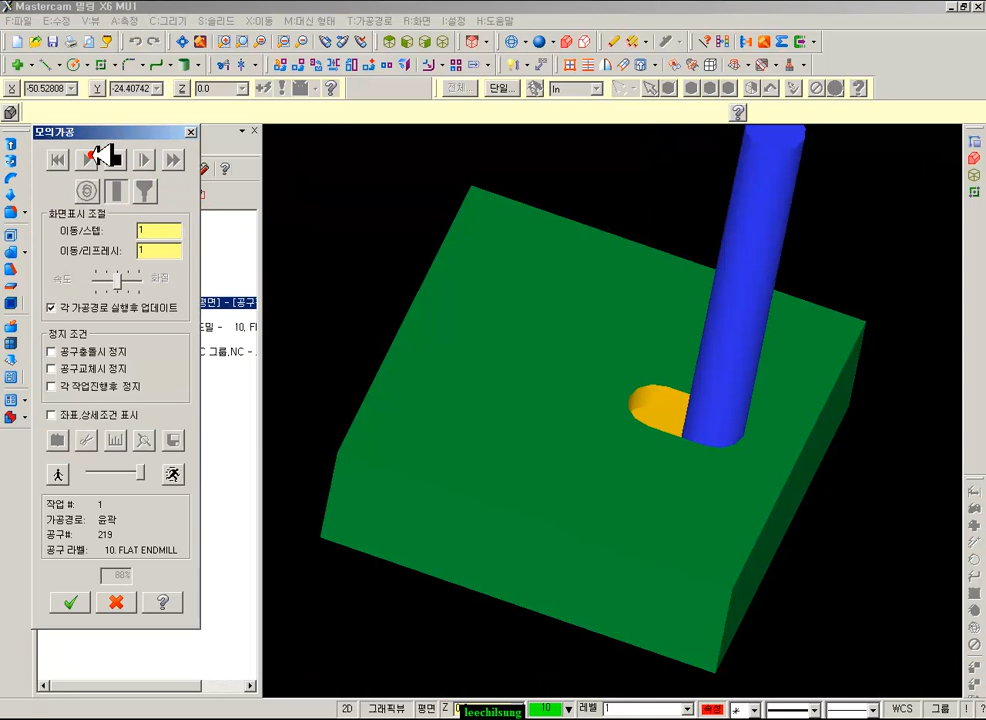 Mastercam 밀링 X6 MU1
F:파일 E:수정 V:뷰 A:측정 C:그리기 S:솔리드 X:이동 M:머신 형태 T:가공경로 R:화면 I:설정 H:도움말
X -50.52808 Y -24.40742 Z 0.0 전체... 단일... In
모의가공
화면표시 조절
이동/스텝: 1
이동/리프레시: 1
속도 화질
각 가공경로 실행후 업데이트
평면] - [공구
드밀 - 10. Fl
C 그룹,NC -
정지 조건
공구충돌시 정지
공구교체시 정지
각 작업진행후 정지
좌표,상세조건 표시
작업 #: 1
가공경로: 윤곽
공구#: 219
공구 라벨: 10. FLAT ENDMILL
88%
2D 그래픽뷰 평면 Z 10 레벨 1 속성 WCS 그룹 ! ?
leechilsung